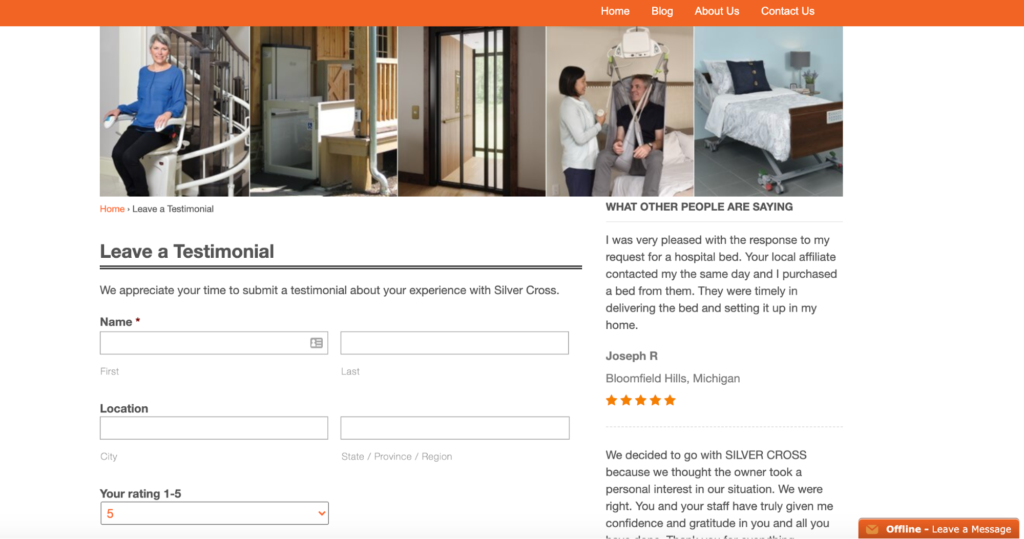 Home Blog About Us Contact Us
Home › Leave a Testimonial
Leave a Testimonial
We appreciate your time to submit a testimonial about your experience with Silver Cross.
Name *
First Last
Location
City State / Province / Region
Your rating 1-5
5
WHAT OTHER PEOPLE ARE SAYING
I was very pleased with the response to my
request for a hospital bed. Your local affiliate
contacted my the same day and I purchased
a bed from them. They were timely in
delivering the bed and setting it up in my
home.
Joseph R
Bloomfield Hills, Michigan
We decided to go with SILVER CROSS
because we thought the owner took a
personal interest in our situation. We were
right. You and your staff have truly given me
confidence and gratitude in you and all you
have done. Thank you for everything
Offline - Leave a Message